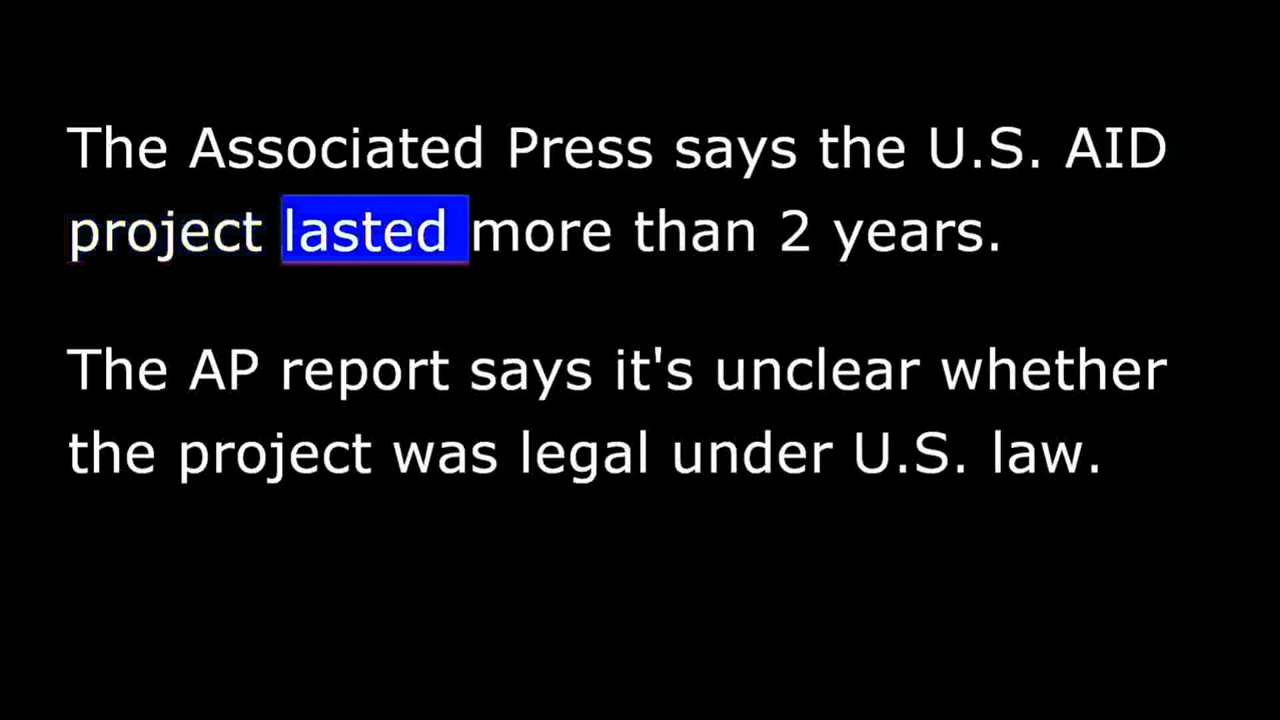 The Associated Press says the U.S. AID
project lasted more than 2 years.
The AP report says it's unclear whether
the project was legal under U.S. law.